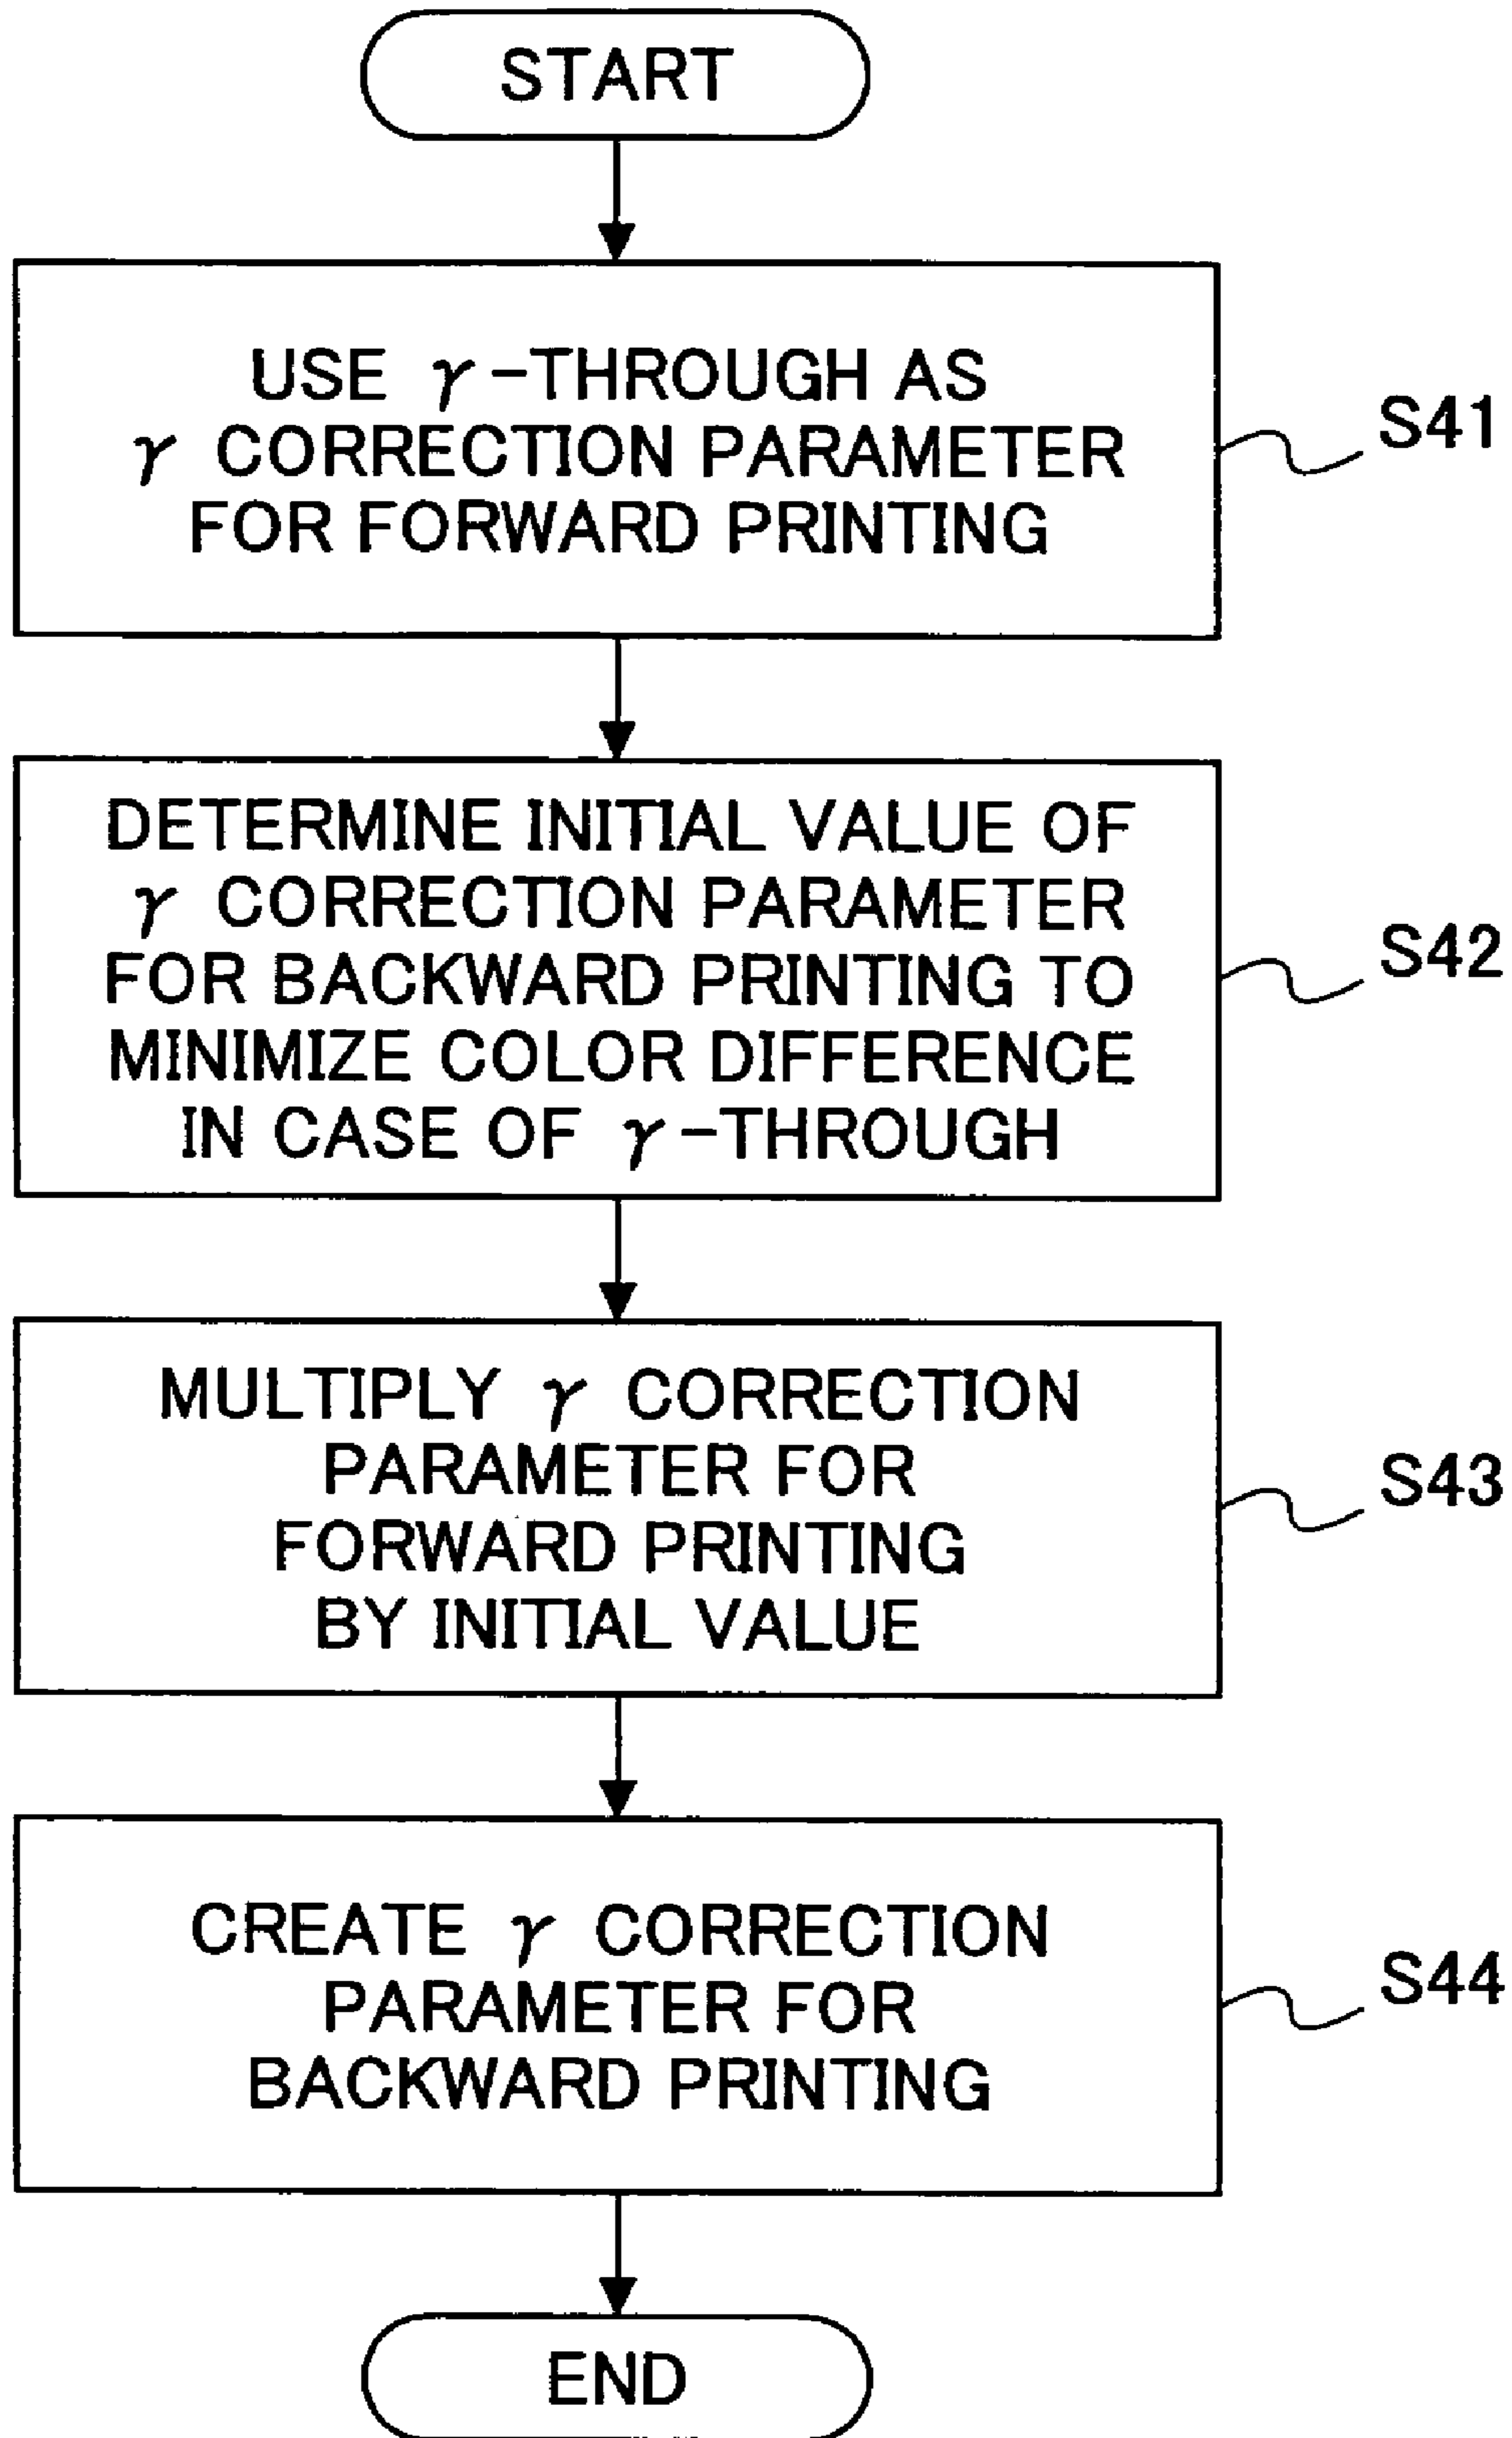 START
USE γ-THROUGH AS
γ CORRECTION PARAMETER
FOR FORWARD PRINTING
S41
DETERMINE INITIAL VALUE OF
γ CORRECTION PARAMETER
FOR BACKWARD PRINTING TO
MINIMIZE COLOR DIFFERENCE
IN CASE OF γ-THROUGH
S42
MULTIPLY γ CORRECTION
PARAMETER FOR
FORWARD PRINTING
BY INITIAL VALUE
S43
CREATE γ CORRECTION
PARAMETER FOR
BACKWARD PRINTING
S44
END